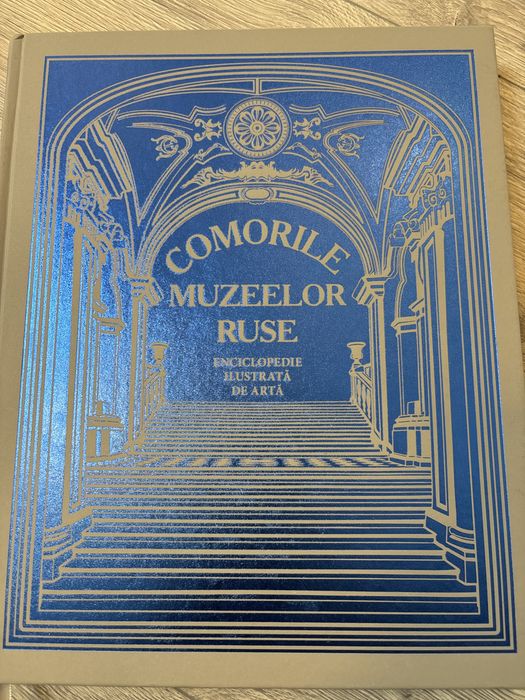 COMORILE
MUZEELOR
RUSE
ENCICLOPEDIE
ILUSTRATĂ
DE ARTĂ